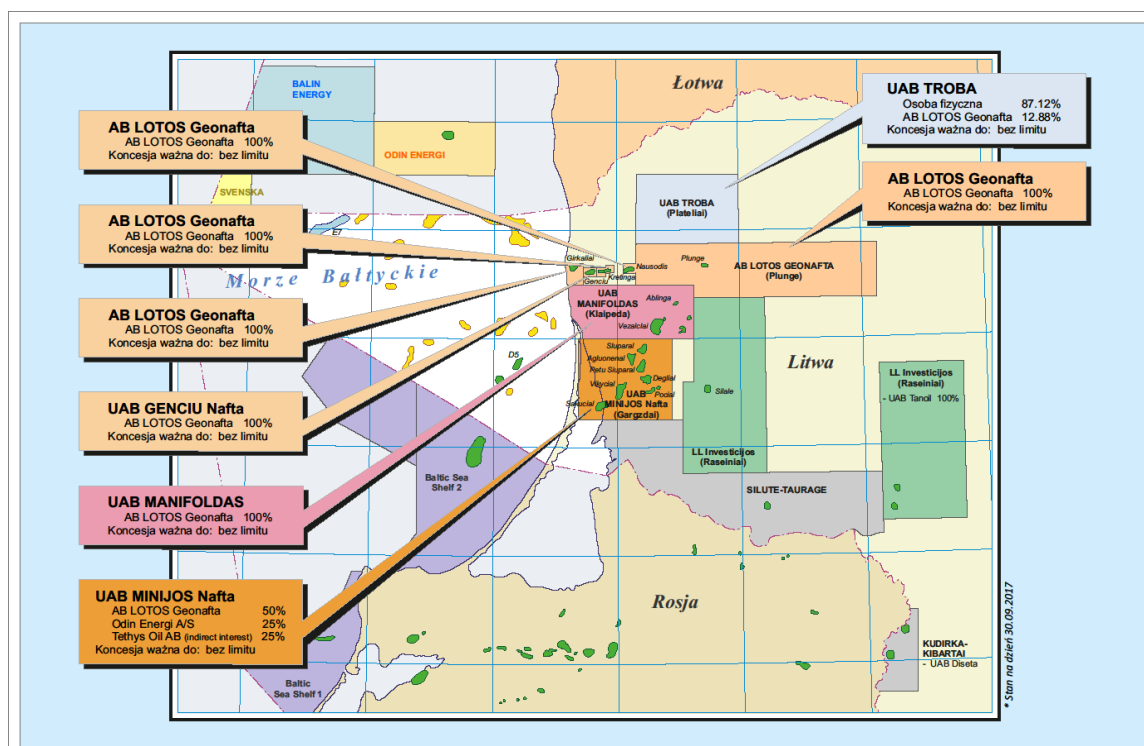 Łotwa
BALIN
ENERGY
ODIN ENERGI
SVENSKA
E7
Morze Bałtyckie
AB LOTOS Geonafta
AB LOTOS Geonafta 100%
Koncesja ważna do: bez limitu
AB LOTOS Geonafta
AB LOTOS Geonafta 100%
Koncesja ważna do: bez limitu
AB LOTOS Geonafta
AB LOTOS Geonafta 100%
Koncesja ważna do: bez limitu
UAB GENCIU Nafta
AB LOTOS Geonafta 100%
Koncesja ważna do: bez limitu
UAB MANIFOLDAS
AB LOTOS Geonafta 100%
Koncesja ważna do: bez limitu
UAB MINIJOS Nafta
AB LOTOS Geonafta 50%
Odin Energi A/S 25%
Tethys Oil AB (indirect interest) 25%
Koncesja ważna do: bez limitu
UAB TROBA
Osoba fizyczna 87.12%
AB LOTOS Geonafta 12.88%
Koncesja ważna do: bez limitu
AB LOTOS Geonafta
AB LOTOS Geonafta 100%
Koncesja ważna do: bez limitu
UAB TROBA
(Plateliai)
Girkaliai
Genciu
Kretinga
Nausodis
Plunge
AB LOTOS GEONAFTA
(Plunge)
UAB
MANIFOLDAS
(Klaipeda)
Ablinga
Vezaiciai
D5
Siuparai
Agluonenai
Degliai
Pociai
Sakuciai
UAB
MINIJOS Nafta
(Gargzdai)
Silale
Litwa
LL Investicijos
(Raseiniai)
LL Investicijos
(Raseiniai)
- UAB Tanoil 100%
SILUTE-TAURAGE
Baltic Sea
Shelf 2
Rosja
Baltic
Sea Shelf 1
KUDIRKA-
KIBARTAI
- UAB Diseta
* Stan na dzień 30.09.2017